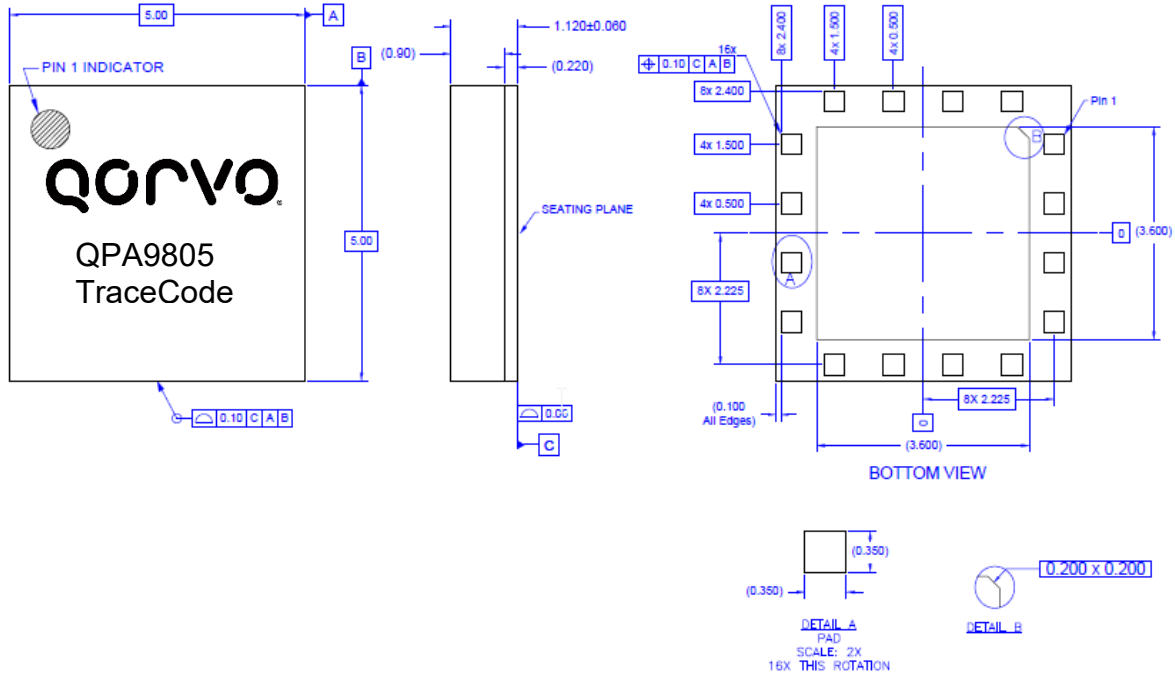 5.00
A
PIN 1 INDICATOR
B
QORVO
QPA9805
TraceCode
5.00
0.10 C A B
1.120±0.060
(0.90)
(0.220)
SEATING PLANE
C
8x 2.400
4x 1.500
4x 0.500
16x
0.10 C A B
8x 2.400
Pin 1
B
4x 1.500
4x 0.500
0
(3.600)
A
8X 2.225
8X 2.225
(0.100
All Edges)
0
(3.600)
BOTTOM VIEW
(0.350)
(0.350)
DETAIL A
PAD
SCALE: 2X
16X THIS ROTATION
0.200 x 0.200
DETAIL B